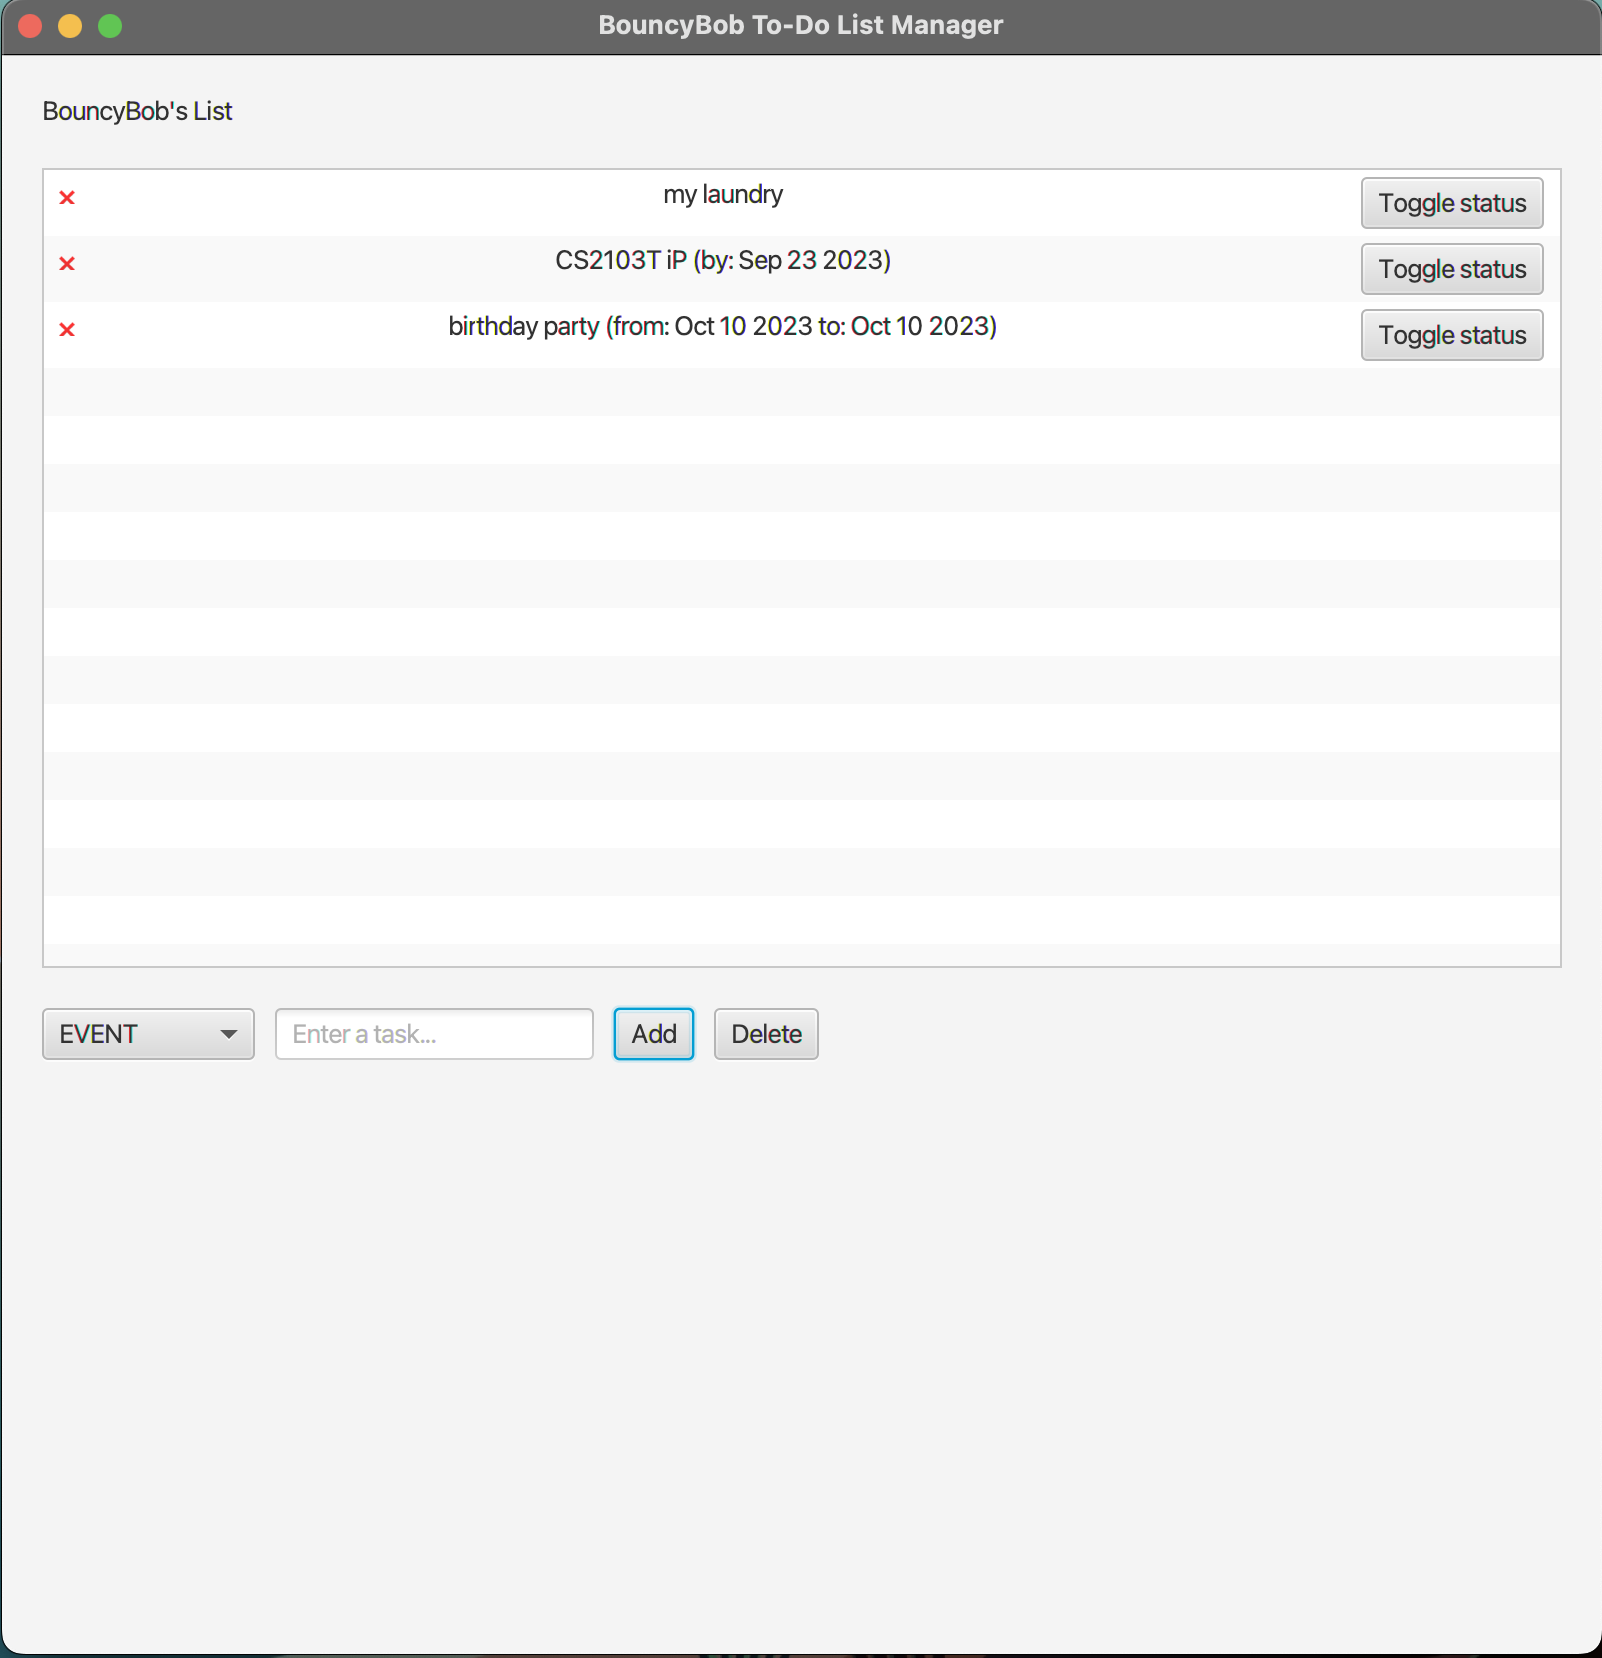 BouncyBob To-Do List Manager
BouncyBob's List
my laundry Toggle status
CS2103T iP (by: Sep 23 2023) Toggle status
birthday party (from: Oct 10 2023 to: Oct 10 2023) Toggle status
EVENT Enter a task... Add Delete